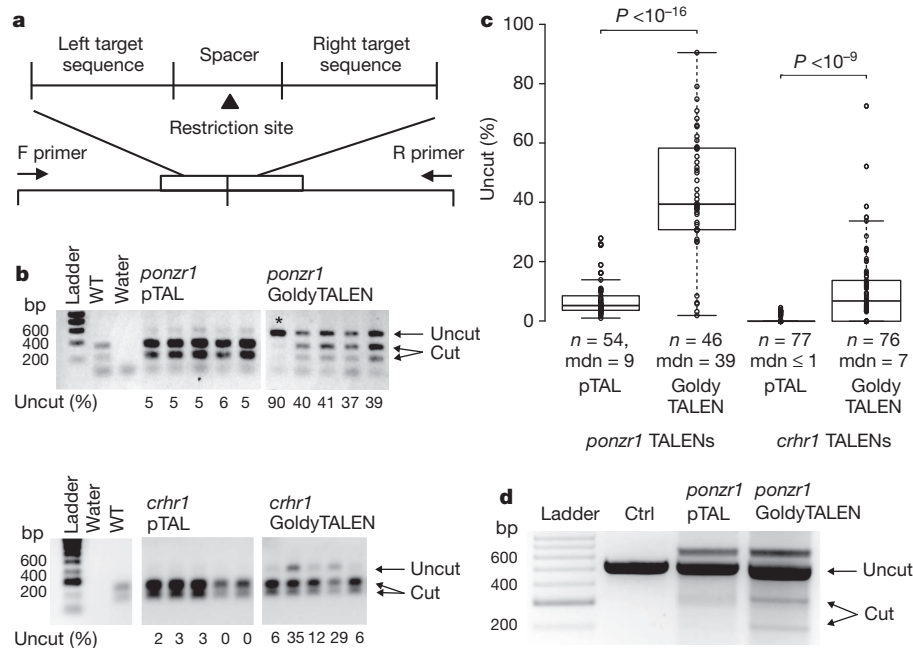 a
Left target
sequence
Spacer
Right target
sequence
Restriction site
F primer
R primer
b
bp
Ladder
WT
Water
ponzr1
pTAL
ponzr1
GoldyTALEN
600
400
200
*
Uncut
Cut
Uncut (%)
5 5 5 6 5
90 40 41 37 39
bp
Ladder
Water
WT
crhr1
pTAL
crhr1
GoldyTALEN
600
400
200
Uncut
Cut
Uncut (%)
2 3 3 0 0
6 35 12 29 6
c
Uncut (%)
100
80
60
40
20
0
P <10–16
P <10–9
n = 54,
mdn = 9
pTAL
n = 46
mdn = 39
Goldy
TALEN
n = 77
mdn ≤ 1
pTAL
n = 76
mdn = 7
Goldy
TALEN
ponzr1 TALENs
crhr1 TALENs
d
bp
Ladder
Ctrl
ponzr1
pTAL
ponzr1
GoldyTALEN
600
400
200
Uncut
Cut